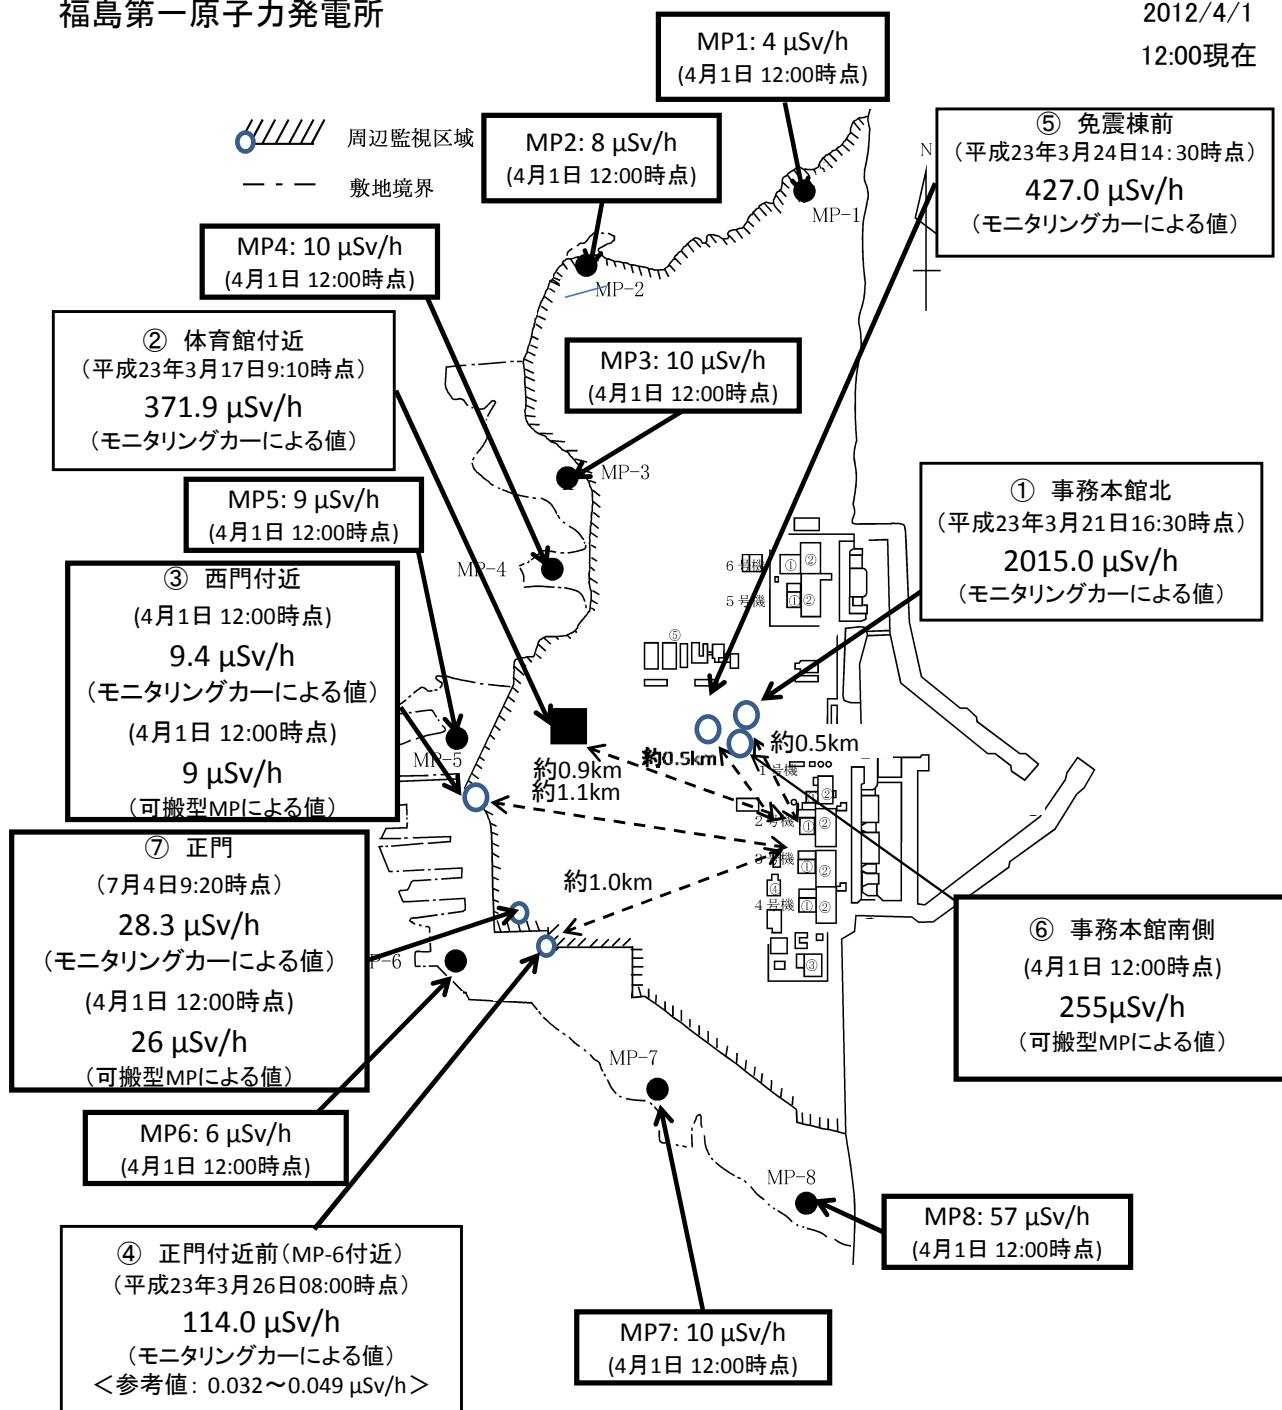 福島第一原子力発電所
2012/4/1
12:00現在
周辺監視区域
敷地境界
MP1: 4 μSv/h
(4月1日 12:00時点)
MP2: 8 μSv/h
(4月1日 12:00時点)
⑤ 免震棟前
(平成23年3月24日14:30時点)
427.0 μSv/h
(モニタリングカーによる値)
N
MP-1
MP4: 10 μSv/h
(4月1日 12:00時点)
MP-2
② 体育館付近
(平成23年3月17日9:10時点)
371.9 μSv/h
(モニタリングカーによる値)
MP3: 10 μSv/h
(4月1日 12:00時点)
MP-3
MP5: 9 μSv/h
(4月1日 12:00時点)
① 事務本館北
(平成23年3月21日16:30時点)
2015.0 μSv/h
(モニタリングカーによる値)
MP-4
6号機
① ②
5号機
① ②
③ 西門付近
(4月1日 12:00時点)
9.4 μSv/h
(モニタリングカーによる値)
(4月1日 12:00時点)
9 μSv/h
(可搬型MPによる値)
⑤
MP-5
約0.9km
約1.1km
約0.5km
約0.5km
1号機
②
2号機
① ②
3号機
① ②
④
4号機
① ②
③
約1.0km
⑦ 正門
(7月4日9:20時点)
28.3 μSv/h
(モニタリングカーによる値)
(4月1日 12:00時点)
26 μSv/h
(可搬型MPによる値)
P-6
⑥ 事務本館南側
(4月1日 12:00時点)
255μSv/h
(可搬型MPによる値)
MP-7
MP6: 6 μSv/h
(4月1日 12:00時点)
MP-8
MP8: 57 μSv/h
(4月1日 12:00時点)
④ 正門付近前(MP-6付近)
(平成23年3月26日08:00時点)
114.0 μSv/h
(モニタリングカーによる値)
<参考値: 0.032~0.049 μSv/h>
MP7: 10 μSv/h
(4月1日 12:00時点)